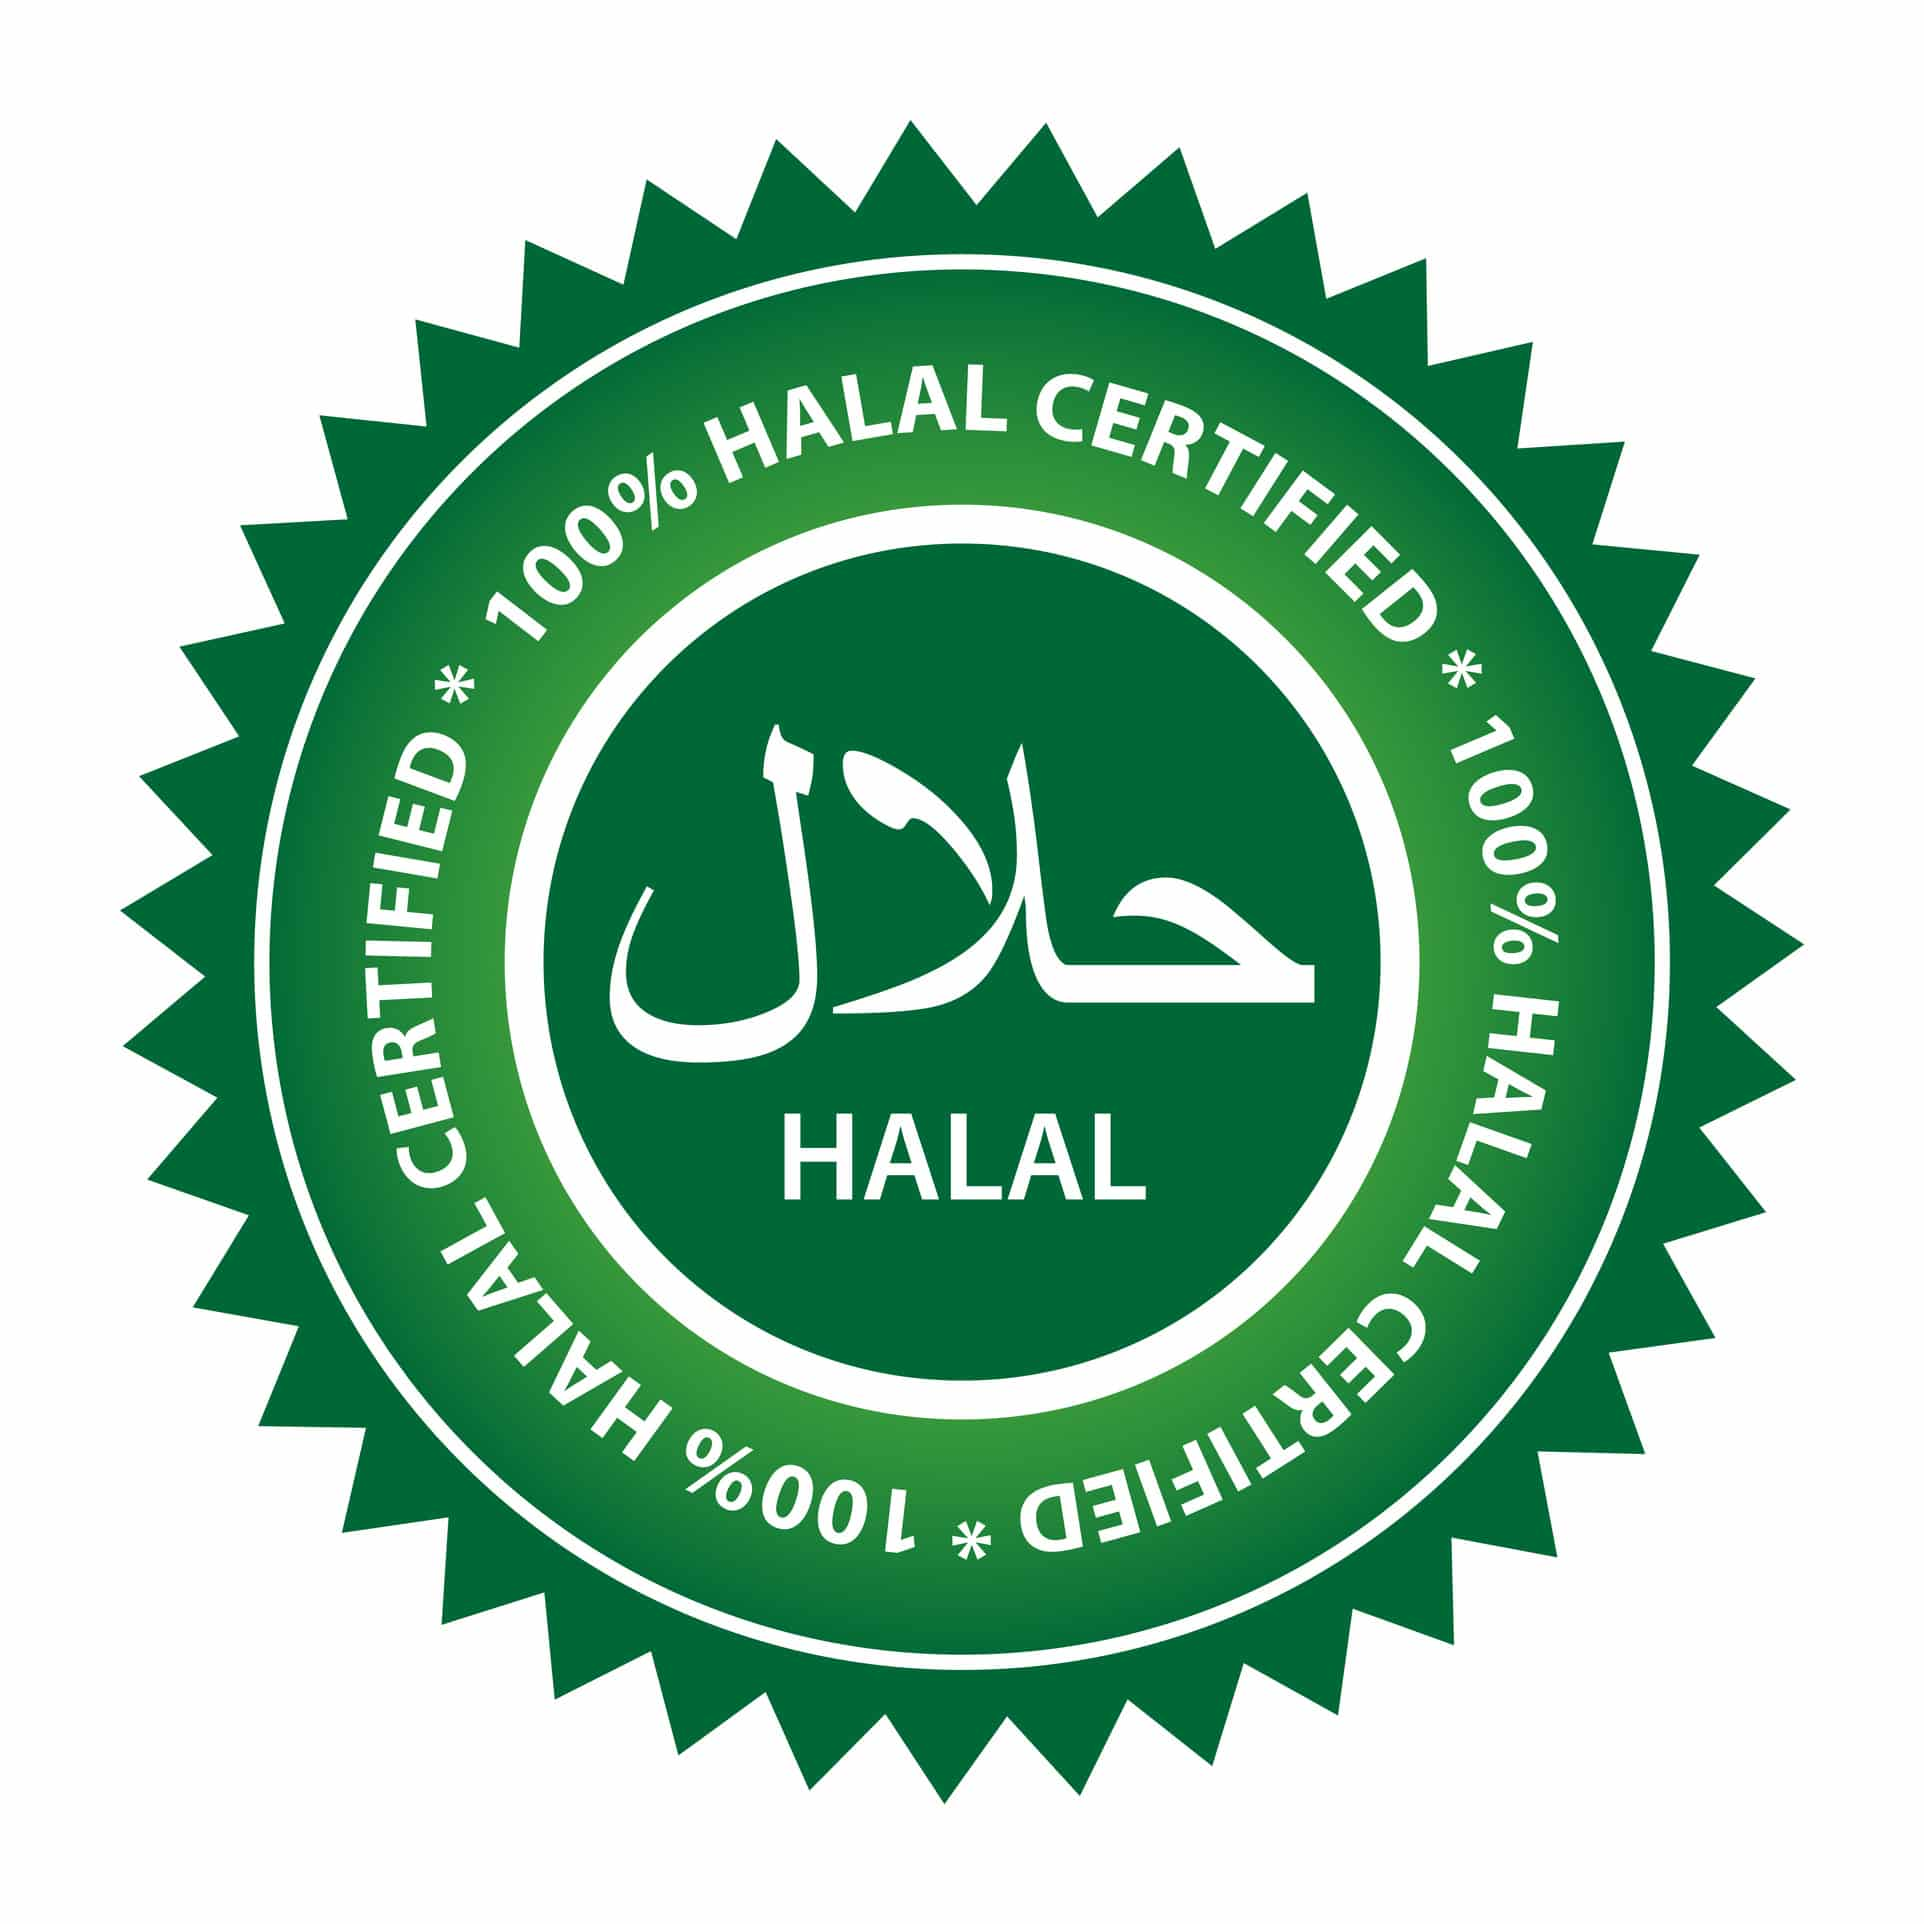 * 100% HALAL CERTIFIED * 100% HALAL CERTIFIED * 100% HALAL CERTIFIED
حلال
HALAL